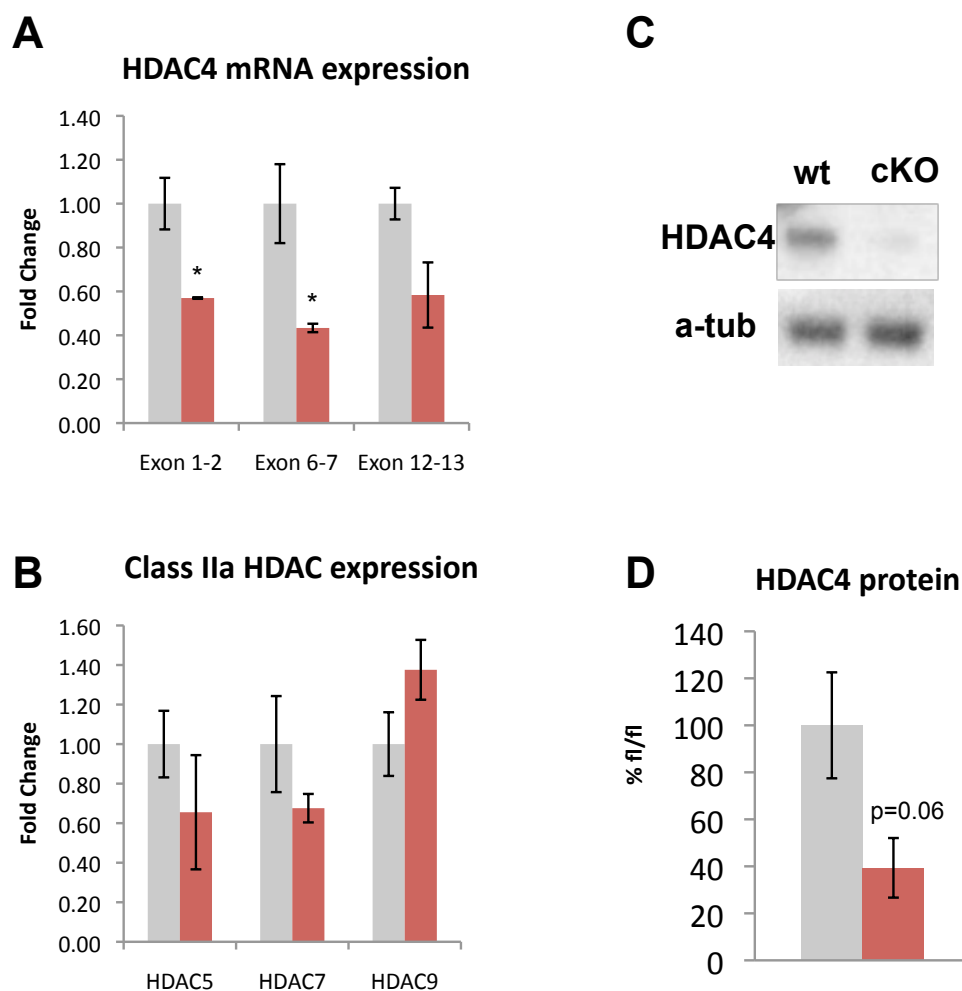 A
HDAC4 mRNA expression
Fold Change
1.40
1.20
1.00
0.80
0.60
0.40
0.20
0.00
*
*
Exon 1-2 Exon 6-7 Exon 12-13
B
Class IIa HDAC expression
Fold Change
1.60
1.40
1.20
1.00
0.80
0.60
0.40
0.20
0.00
HDAC5 HDAC7 HDAC9
C
wt cKO
HDAC4
a-tub
D
HDAC4 protein
% fl/fl
140
120
100
80
60
40
20
0
p=0.06